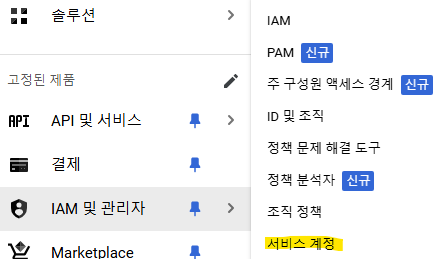 솔루션
고정된 제품
API API 및 서비스
결제
IAM 및 관리자
Marketplace
IAM
PAM 신규
주 구성원 액세스 경계 신규
ID 및 조직
정책 문제 해결 도구
정책 분석자 신규
조직 정책
서비스 계정